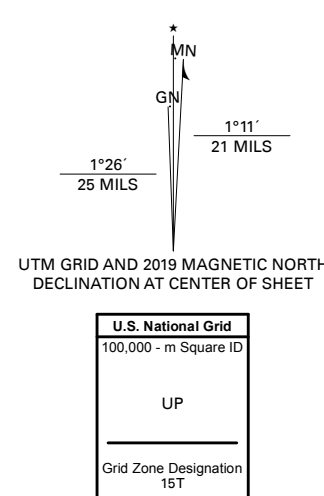 ★
MN
GN
1°11´
21 MILS
1°26´
25 MILS
UTM GRID AND 2019 MAGNETIC NORTH
DECLINATION AT CENTER OF SHEET
U.S. National Grid
100,000 - m Square ID
UP
Grid Zone Designation
15T